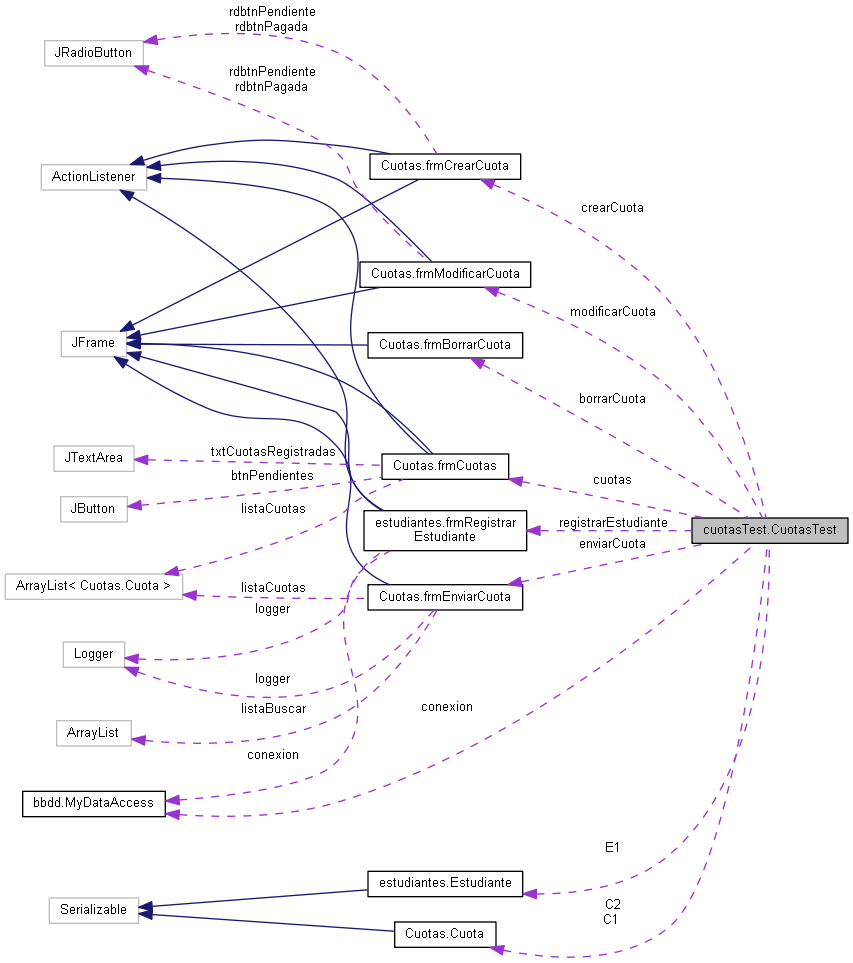 rdbtnPendiente
rdbtnPagada
JRadioButton
rdbtnPendiente
rdbtnPagada
Cuotas.frmCrearCuota
ActionListener
crearCuota
Cuotas.frmModificarCuota
modificarCuota
JFrame
Cuotas.frmBorrarCuota
borrarCuota
txtCuotasRegistradas
JTextArea
Cuotas.frmCuotas
btnPendientes
cuotas
JButton
listaCuotas
estudiantes.frmRegistrar
Estudiante
registrarEstudiante
cuotasTest.CuotasTest
enviarCuota
ArrayList< Cuotas.Cuota >
listaCuotas
Cuotas.frmEnviarCuota
logger
Logger
logger
listaBuscar
conexion
ArrayList
conexion
bbdd.MyDataAccess
E1
estudiantes.Estudiante
Serializable
C2
C1
Cuotas.Cuota